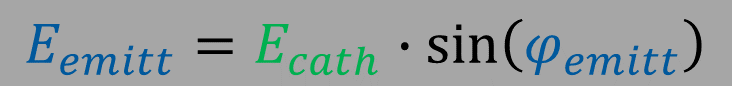 E_emitt = E_cath · sin(φ_emitt)